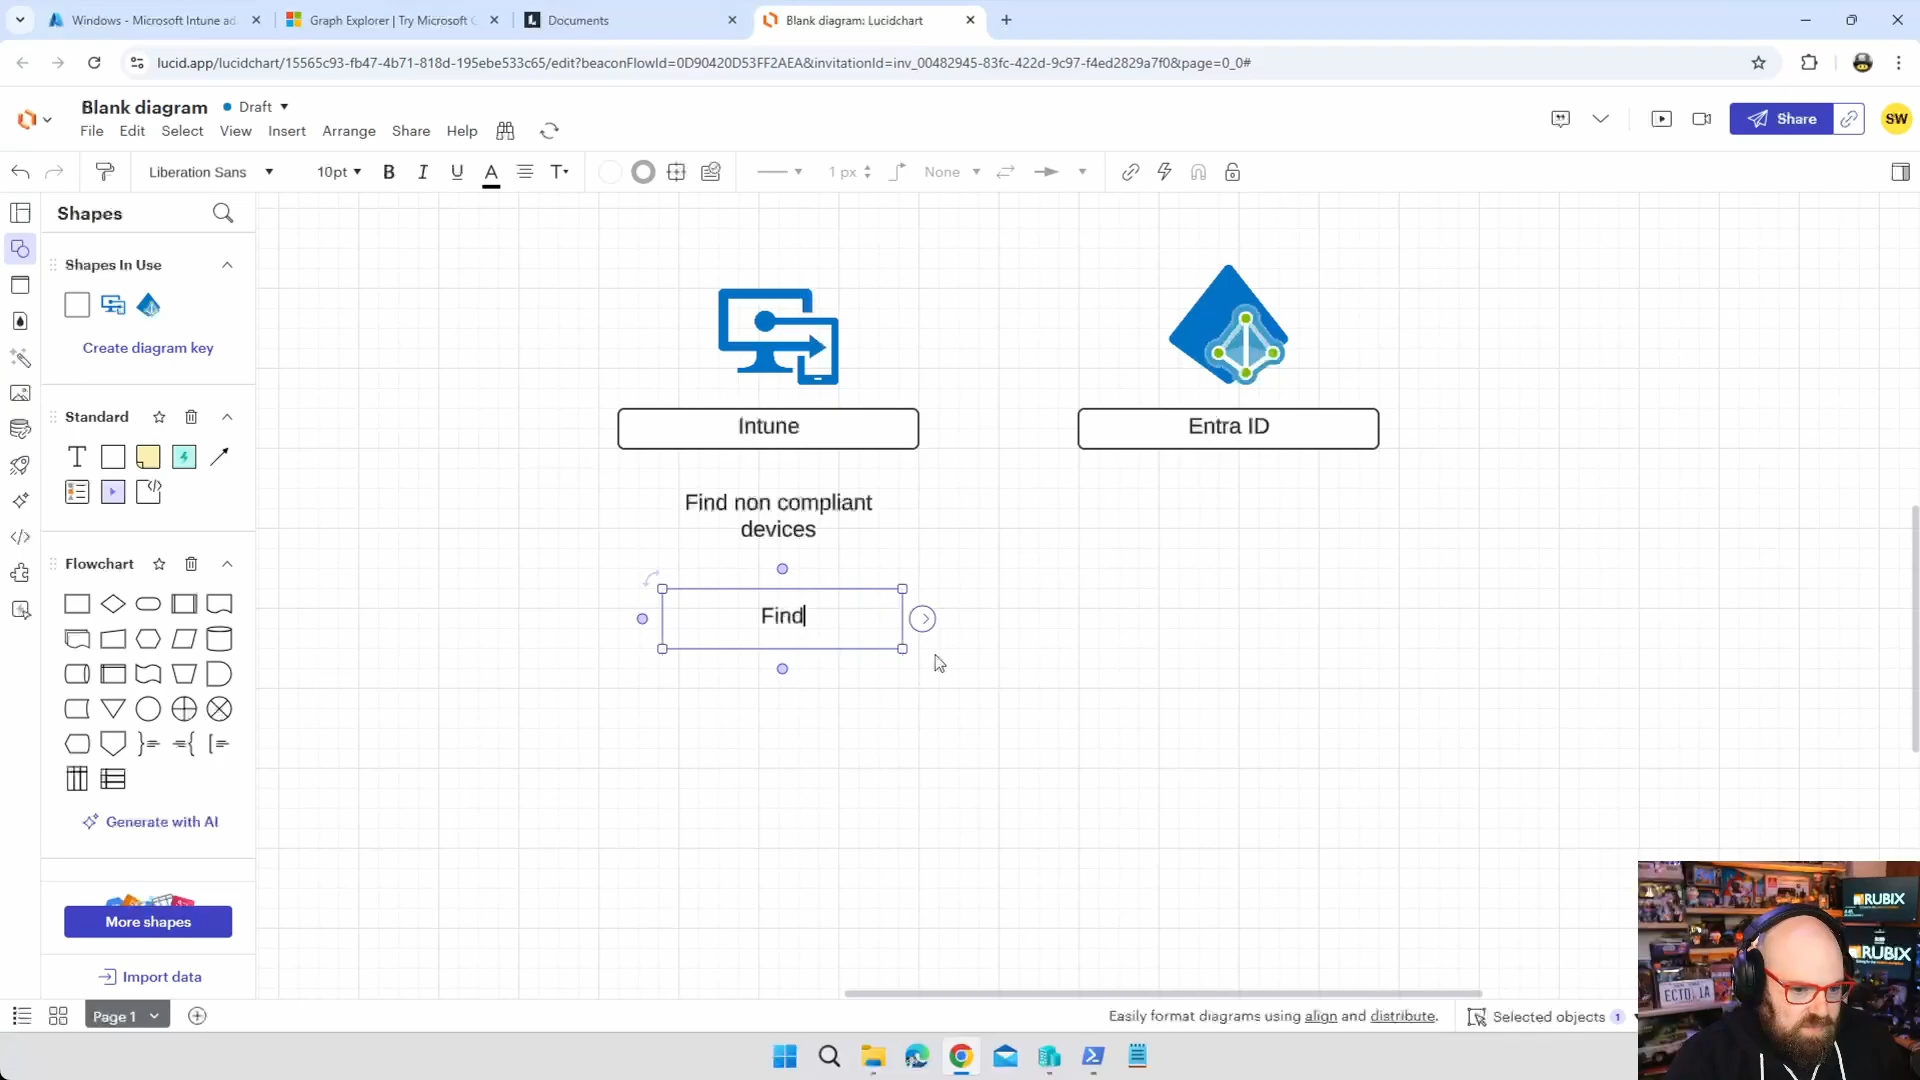 Windows - Microsoft Intune ad
Graph Explorer | Try Microsoft G
Documents
Blank diagram: Lucidchart
lucid.app/lucidchart/15565c93-fb47-4b71-818d-195ebe533c65/edit?beaconFlowId=0D90420D53FF2AEA&invitationId=inv_00482945-83fc-422d-9c97-f4ed2829a7f0&page=0_0#
Blank diagram
Draft
File Edit Select View Insert Arrange Share Help
Share
SW
Liberation Sans
10pt
B I U A T
1 px
None
Shapes
Shapes In Use
Create diagram key
Standard
T
Flowchart
Generate with AI
More shapes
Import data
Intune
Entra ID
Find non compliant
devices
Find
Page 1
Easily format diagrams using align and distribute.
Selected objects 1
RUBIX
RUBIX
ECTO, LA